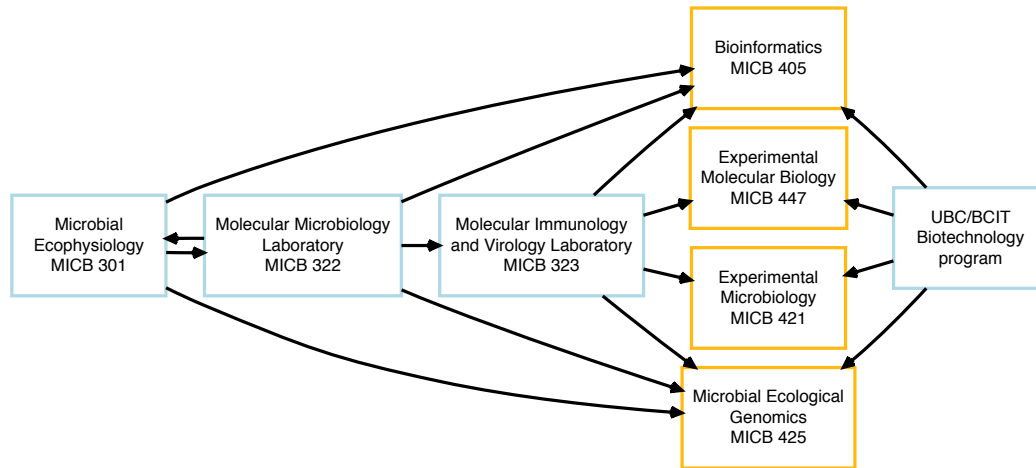 Bioinformatics
MICB 405
Experimental
Molecular Biology
MICB 447
Microbial
Ecophysiology
MICB 301
Molecular Microbiology
Laboratory
MICB 322
Molecular Immunology
and Virology Laboratory
MICB 323
UBC/BCIT
Biotechnology
program
Experimental
Microbiology
MICB 421
Microbial Ecological
Genomics
MICB 425